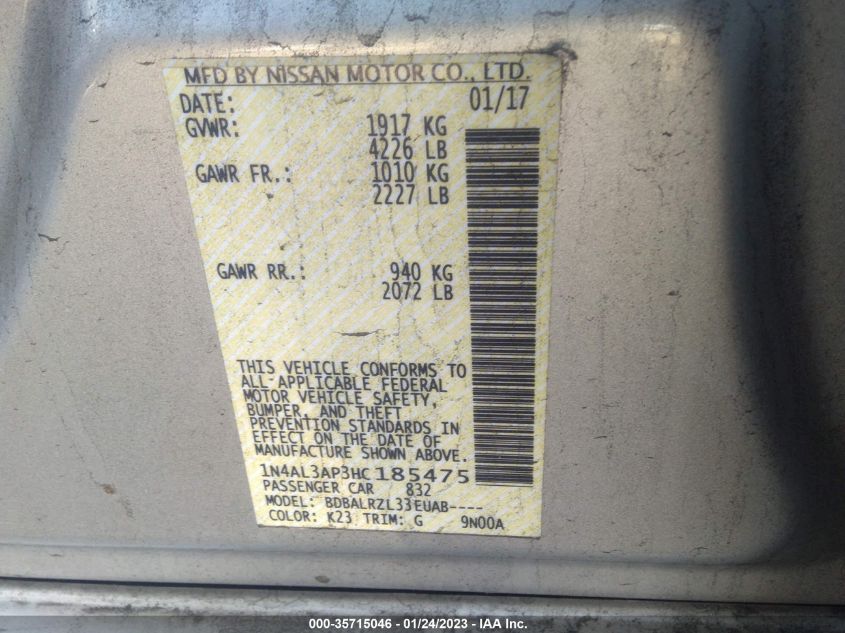 MFD BY NISSAN MOTOR CO., LTD.
DATE: 01/17
GVWR: 1917 KG
4226 LB
GAWR FR.: 1010 KG
2227 LB
GAWR RR.: 940 KG
2072 LB
THIS VEHICLE CONFORMS TO
ALL APPLICABLE FEDERAL
MOTOR VEHICLE SAFETY,
BUMPER, AND THEFT
PREVENTION STANDARDS IN
EFFECT ON THE DATE OF
MANUFACTURE SHOWN ABOVE.
1N4AL3AP3HC185475
PASSENGER CAR 832
MODEL: BDBALRZL33EUAB----
COLOR: K23 TRIM: G 9N00A
000-35715046 - 01/24/2023 - IAA Inc.